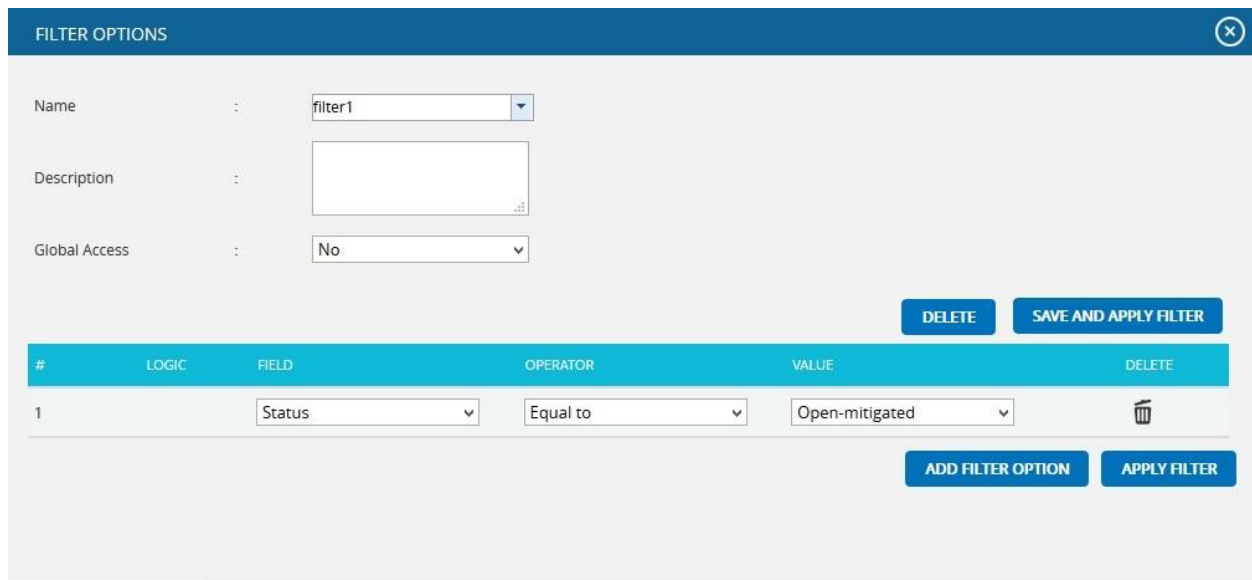 FILTER OPTIONS
Name : filter1
Description :
Global Access : No
DELETE SAVE AND APPLY FILTER
# LOGIC FIELD OPERATOR VALUE DELETE
1 Status Equal to Open-mitigated
ADD FILTER OPTION APPLY FILTER